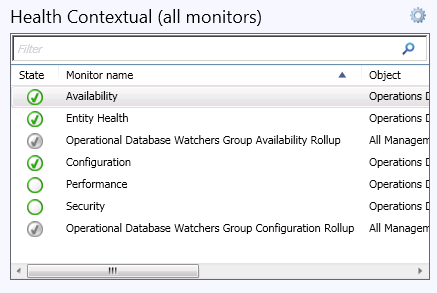 Health Contextual (all monitors)
Filter
State Monitor name Object
Availability Operations D
Entity Health Operations D
Operational Database Watchers Group Availability Rollup All Managem
Configuration Operations D
Performance Operations D
Security Operations D
Operational Database Watchers Group Configuration Rollup All Managem